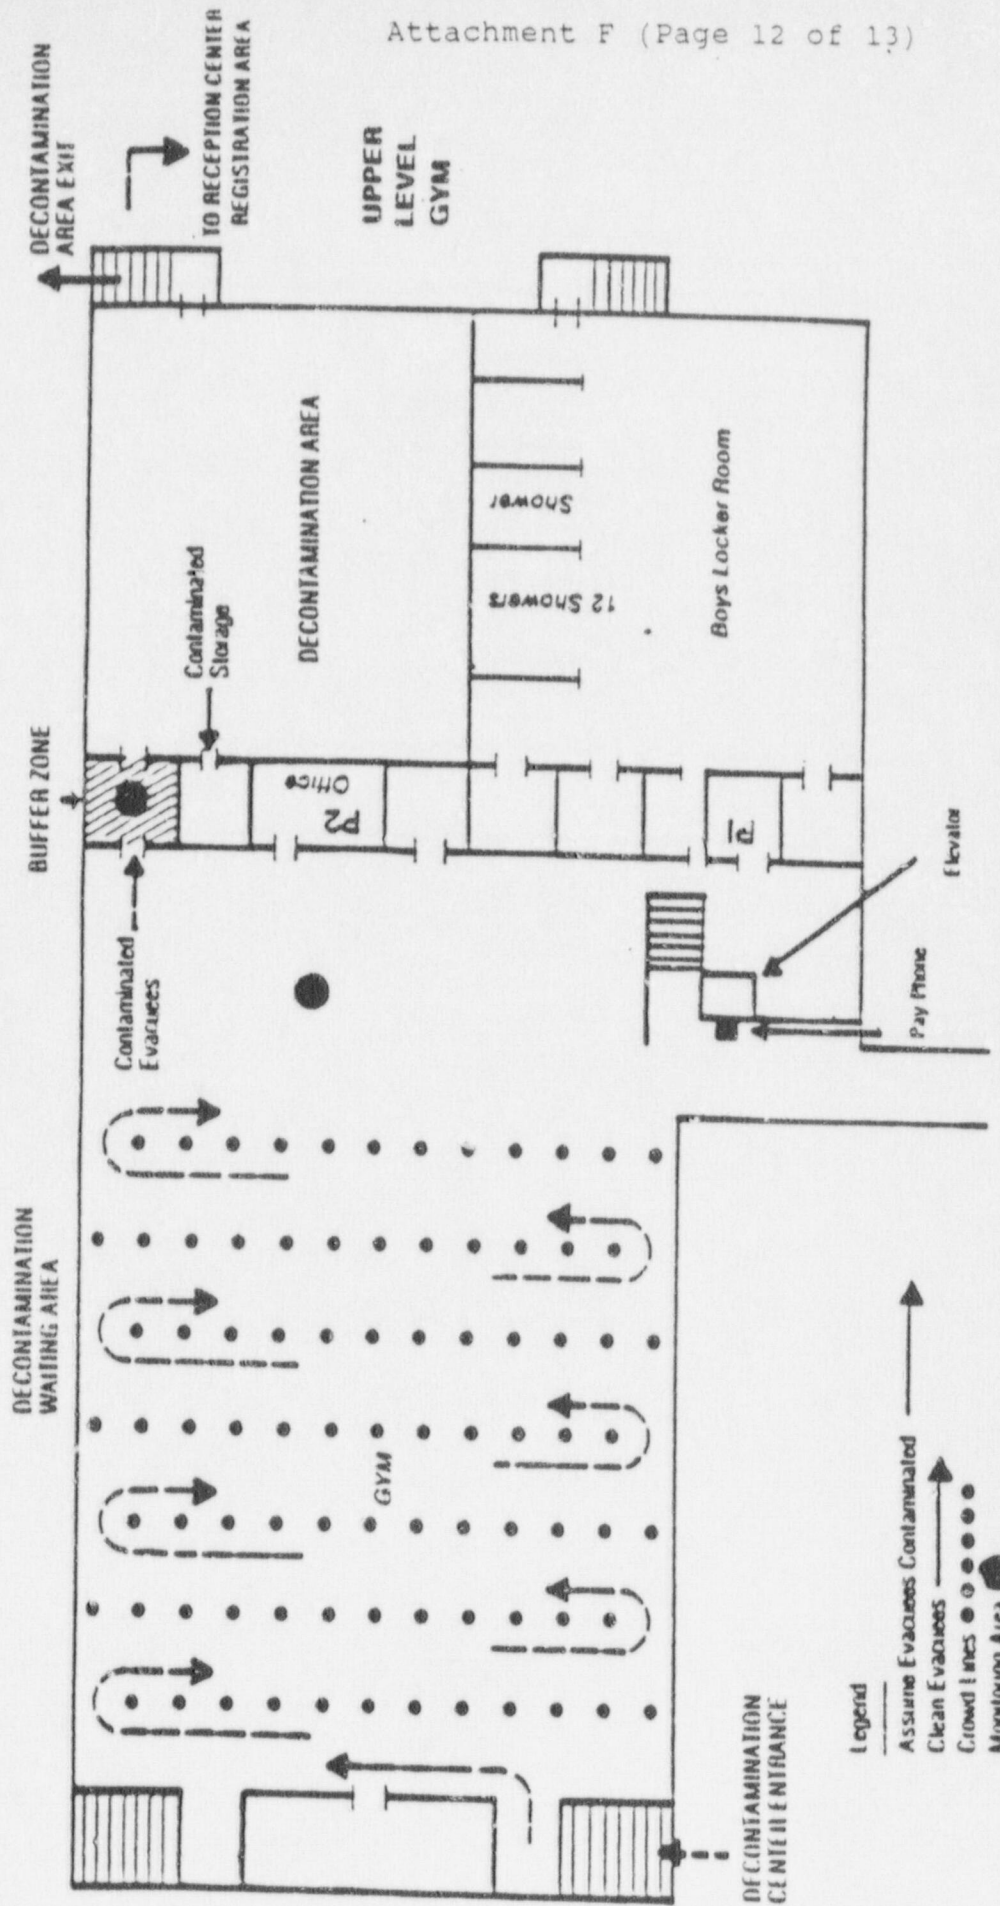 Attachment F (Page 12 of 13)
DECONTAMINATION
AREA EXIT
TO RECEPTION CENTER
REGISTRATION AREA
UPPER
LEVEL
GYM
BUFFER ZONE
Contaminated
Storage
DECONTAMINATION AREA
Shower
12 Showers
Boys Locker Room
Office
P2
Contaminated
Evacuees
Elevator
Pay Phone
DECONTAMINATION
WAITING AREA
GYM
DECONTAMINATION
CENTER ENTRANCE
Legend
Assume Evacuees Contaminated
Clean Evacuees
Crowd Lines
Monitoring Area